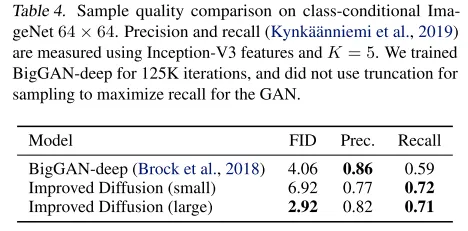 Table 4. Sample quality comparison on class-conditional Ima-
geNet 64 × 64. Precision and recall (Kynkäänniemi et al., 2019)
are measured using Inception-V3 features and K = 5. We trained
BigGAN-deep for 125K iterations, and did not use truncation for
sampling to maximize recall for the GAN.
Model FID Prec. Recall
BigGAN-deep (Brock et al., 2018) 4.06 0.86 0.59
Improved Diffusion (small) 6.92 0.77 0.72
Improved Diffusion (large) 2.92 0.82 0.71